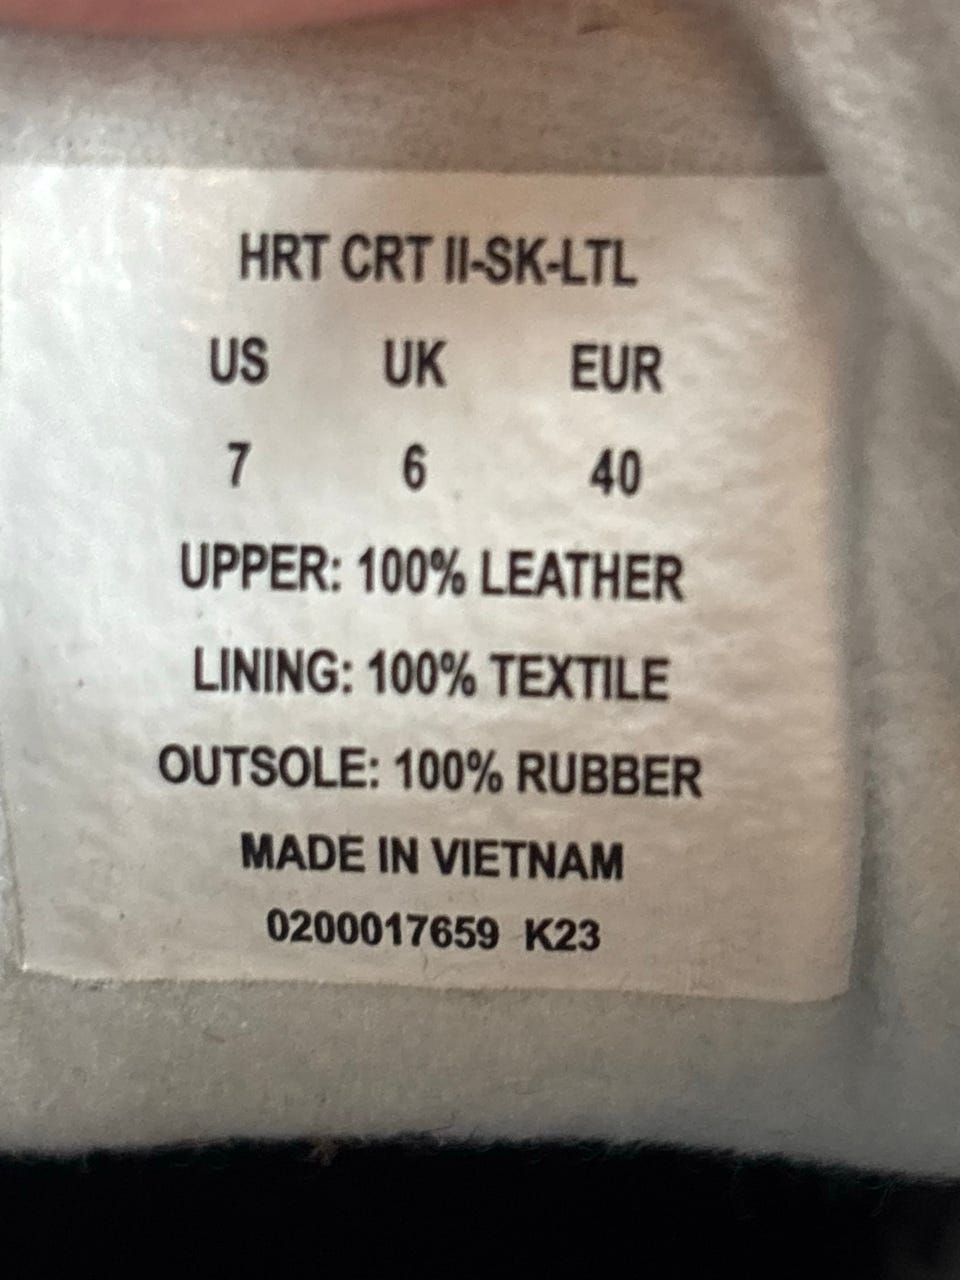 HRT CRT II-SK-LTL
US UK EUR
7 6 40
UPPER: 100% LEATHER
LINING: 100% TEXTILE
OUTSOLE: 100% RUBBER
MADE IN VIETNAM
0200017659 K23